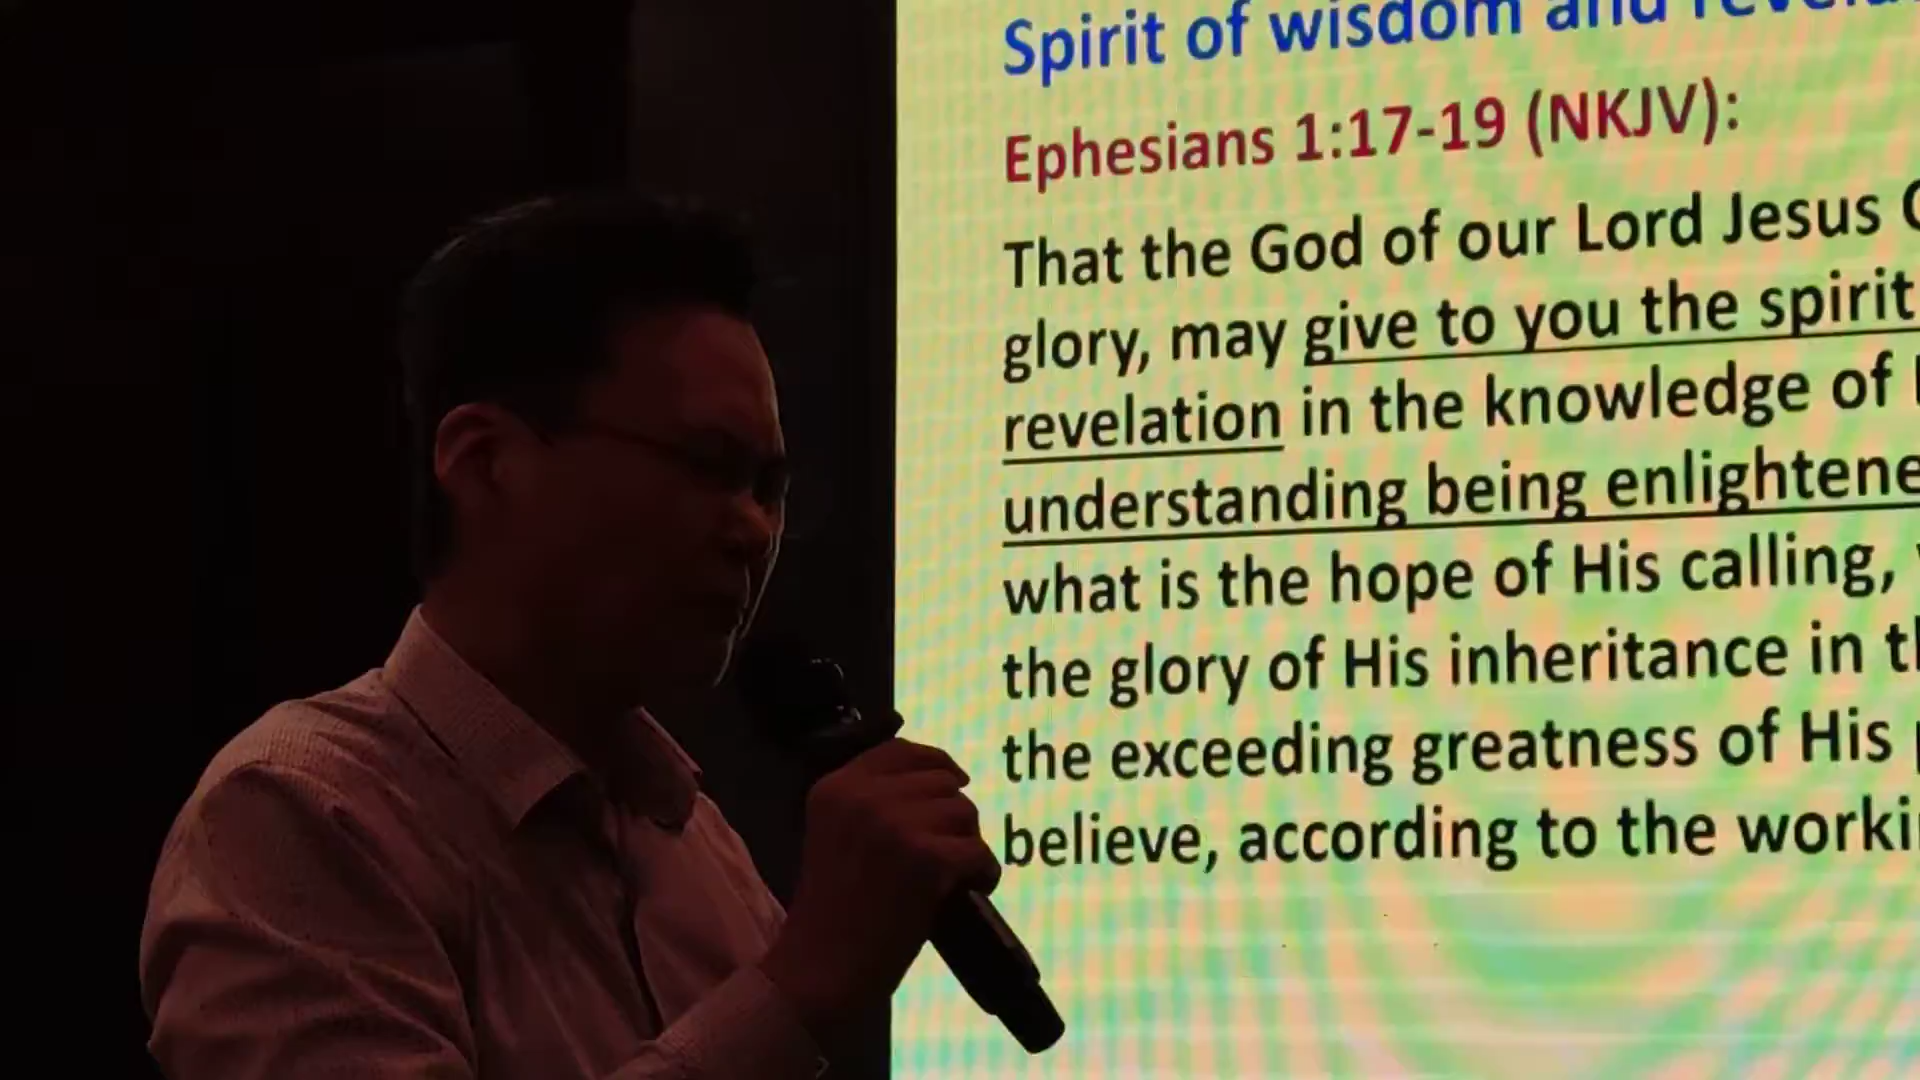 Spirit of wisdom and
Ephesians 1:17-19 (NKJV):
That the God of our Lord Jesus
glory, may give to you the spirit
revelation in the knowledge of
understanding being
what is the hope of His calling,
the glory of His inheritance in
the exceeding greatness of His
believe, according to the